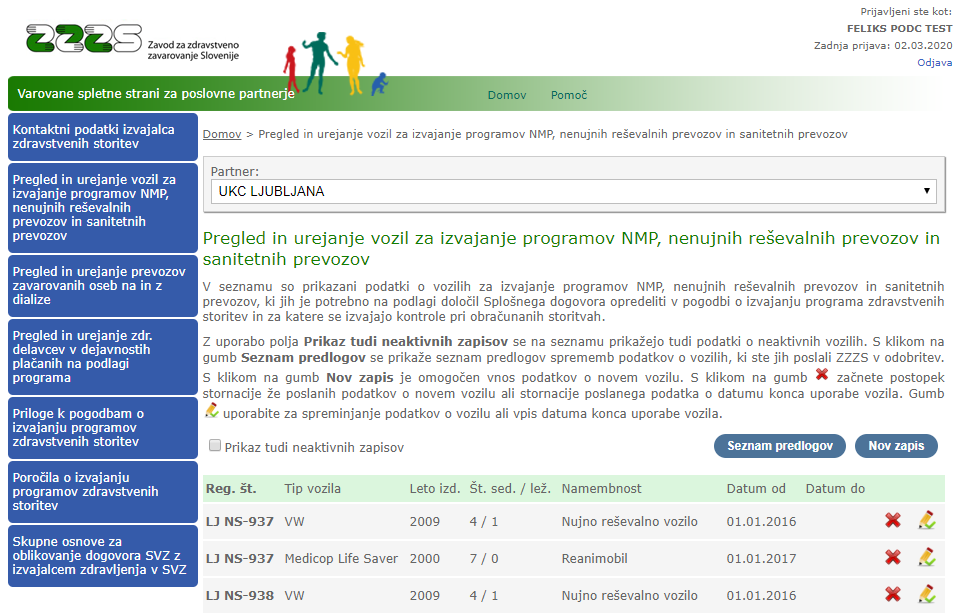 Prijavljeni ste kot:
FELIKS PODC TEST
Zadnja prijava: 02.03.2020
Odjava
ZZZS Zavod za zdravstveno
zavarovanje Slovenije
Varovane spletne strani za poslovne partnerje
Domov Pomoč
Kontaktni podatki izvajalca
zdravstvenih storitev
Pregled in urejanje vozil za
izvajanje programov NMP,
nenujnih reševalnih
prevozov in sanitetnih
prevozov
Pregled in urejanje prevozov
zavarovanih oseb na in z
dialize
Pregled in urejanje zdr.
delavcev v dejavnostih
plačanih na podlagi
programa
Priloge k pogodbam o
izvajanju programov
zdravstvenih storitev
Poročila o izvajanju
programov zdravstvenih
storitev
Skupne osnove za
oblikovanje dogovora SVZ z
izvajalcem zdravljenja v SVZ
Domov > Pregled in urejanje vozil za izvajanje programov NMP, nenujnih reševalnih prevozov in sanitetnih prevozov
Partner:
UKC LJUBLJANA
Pregled in urejanje vozil za izvajanje programov NMP, nenujnih reševalnih prevozov in
sanitetnih prevozov
V seznamu so prikazani podatki o vozilih za izvajanje programov NMP, nenujnih reševalnih prevozov in sanitetnih
prevozov, ki jih je potrebno na podlagi določil Splošnega dogovora opredeliti v pogodbi o izvajanju programa zdravstvenih
storitev in za katere se izvajajo kontrole pri obračunanih storitvah.
Z uporabo polja Prikaz tudi neaktivnih zapisov se na seznamu prikažejo tudi podatki o neaktivnih vozilih. S klikom na
gumb Seznam predlogov se prikaže seznam predlogov sprememb podatkov o vozilih, ki ste jih poslali ZZZS v odobritev.
S klikom na gumb Nov zapis je omogočen vnos podatkov o novem vozilu. S klikom na gumb začnete postopek
stornacije že poslanih podatkov o novem vozilu ali stornacije poslanega podatka o datumu konca uporabe vozila. Gumb
uporabite za spreminjanje podatkov o vozilu ali vpis datuma konca uporabe vozila.
Prikaz tudi neaktivnih zapisov Seznam predlogov Nov zapis
Reg. št. Tip vozila Leto izd. Št. sed. / lež. Namembnost Datum od Datum do
LJ NS-937 VW 2009 4 / 1 Nujno reševalno vozilo 01.01.2016
LJ NS-937 Medicop Life Saver 2000 7 / 0 Reanimobil 01.01.2017
LJ NS-938 VW 2009 4 / 1 Nujno reševalno vozilo 01.01.2016